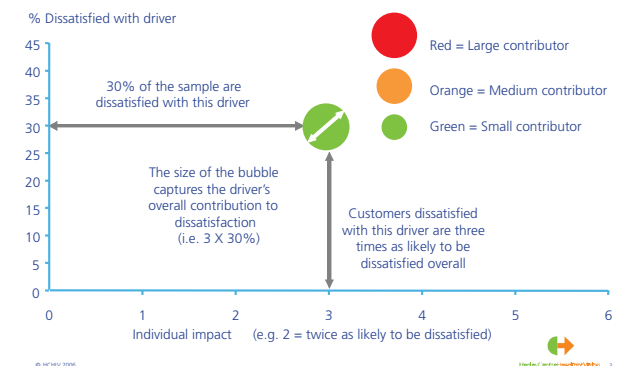 % Dissatisfied with driver
45
40
35
30
25
20
15
10
5
0
30% of the sample are
dissatisfied with this driver
The size of the bubble
captures the driver's
overall contribution to
dissatisfaction
(i.e. 3 X 30%)
Customers dissatisfied
with this driver are three
times as likely to be
dissatisfied overall
Red = Large contributor
Orange = Medium contributor
Green = Small contributor
0 1 2 3 4 5 6
Individual impact (e.g. 2 = twice as likely to be dissatisfied)
© HCHLV 2006